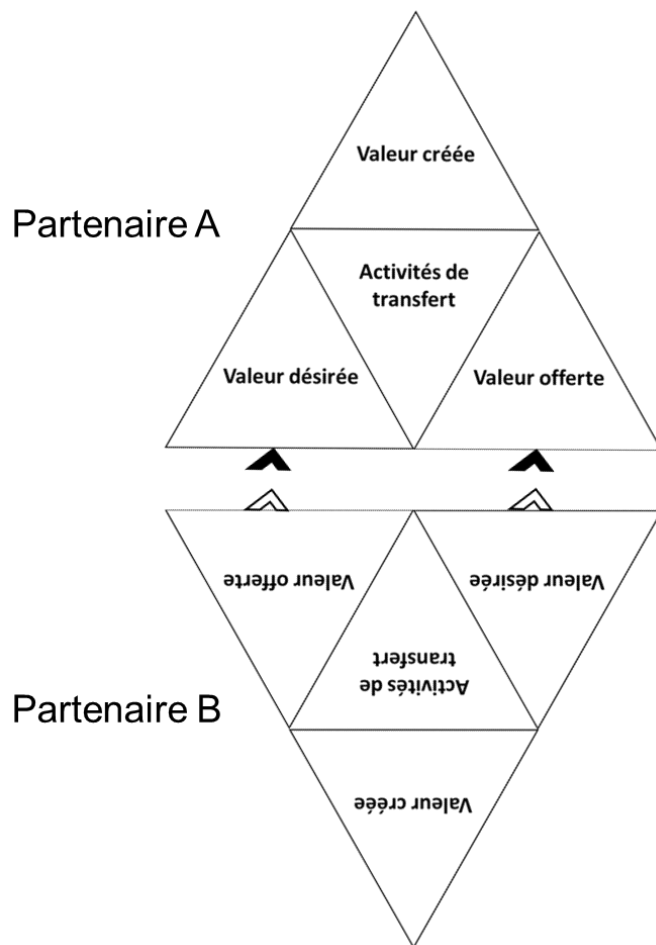 Valeur créée
Partenaire A
Activités de
transfert
Valeur désirée
Valeur offerte
Valeur offerte
Valeur désirée
Activités de
transfert
Partenaire B
Valeur créée